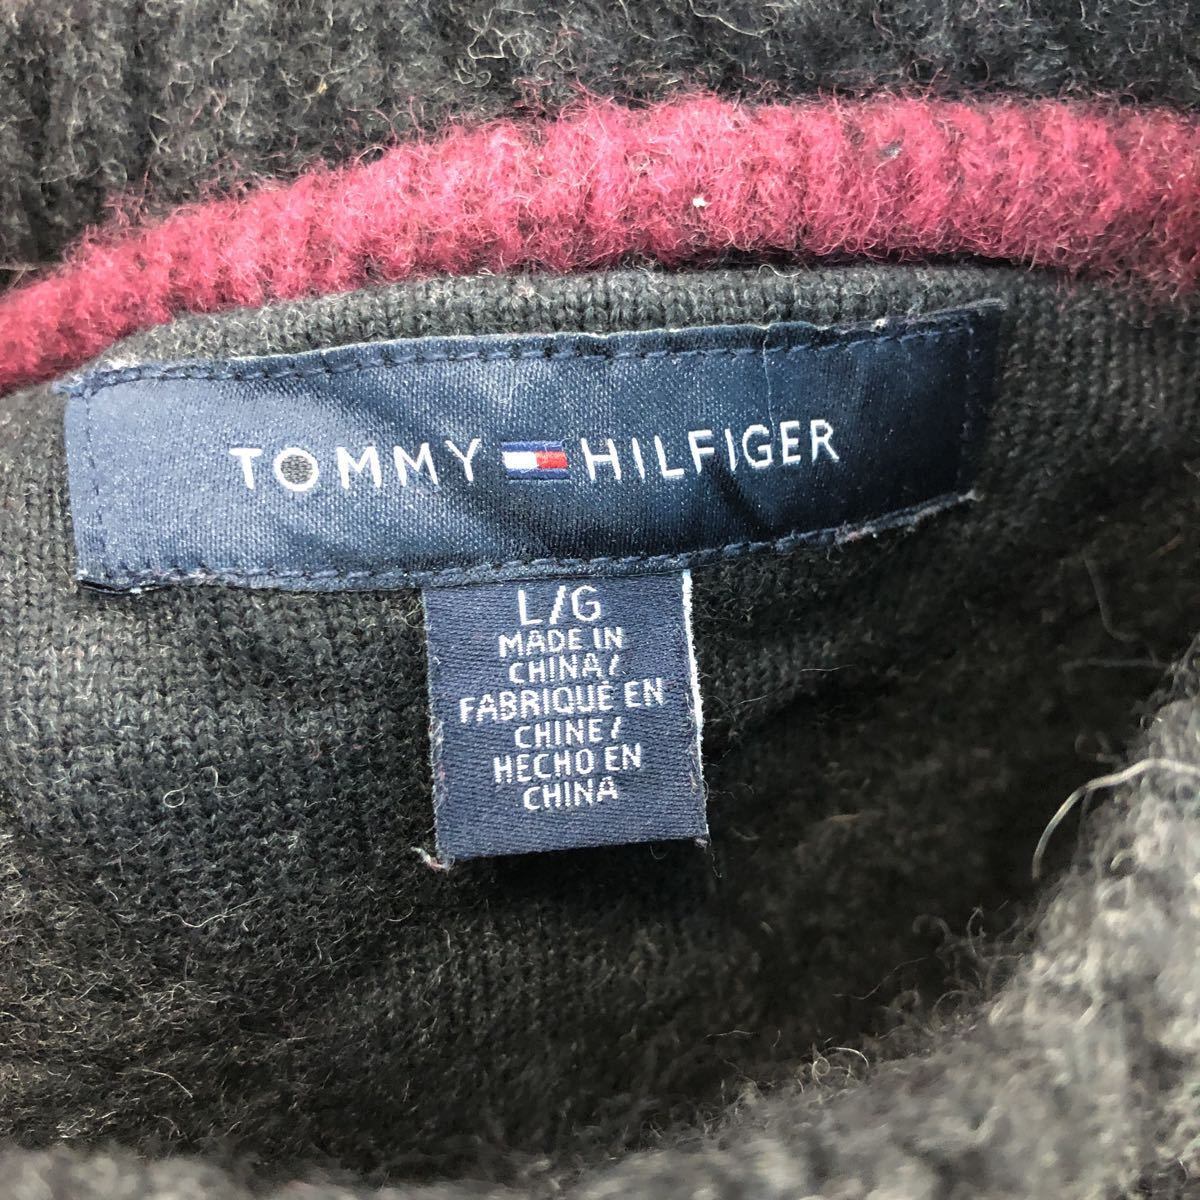 TOMMY HILFIGER
L/G
MADE IN
CHINA/
FABRIQUÉ EN
CHINE/
HECHO EN
CHINA